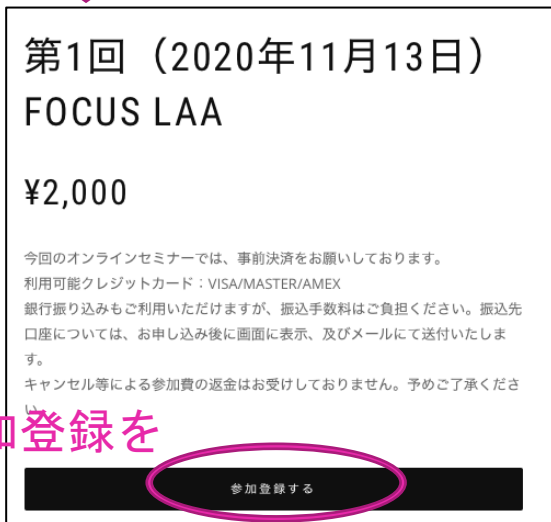 第1回（2020年11月13日）
FOCUS LAA
¥2,000
今回のオンラインセミナーでは、事前決済をお願いしております。
利用可能クレジットカード：VISA/MASTER/AMEX
銀行振り込みもご利用いただけますが、振込手数料はご負担ください。振込先
口座については、お申し込み後に画面に表示、及びメールにて送付いたしま
す。
キャンセル等による参加費の返金はお受けしておりません。予めご了承くださ
い。
加登録を
参加登録する